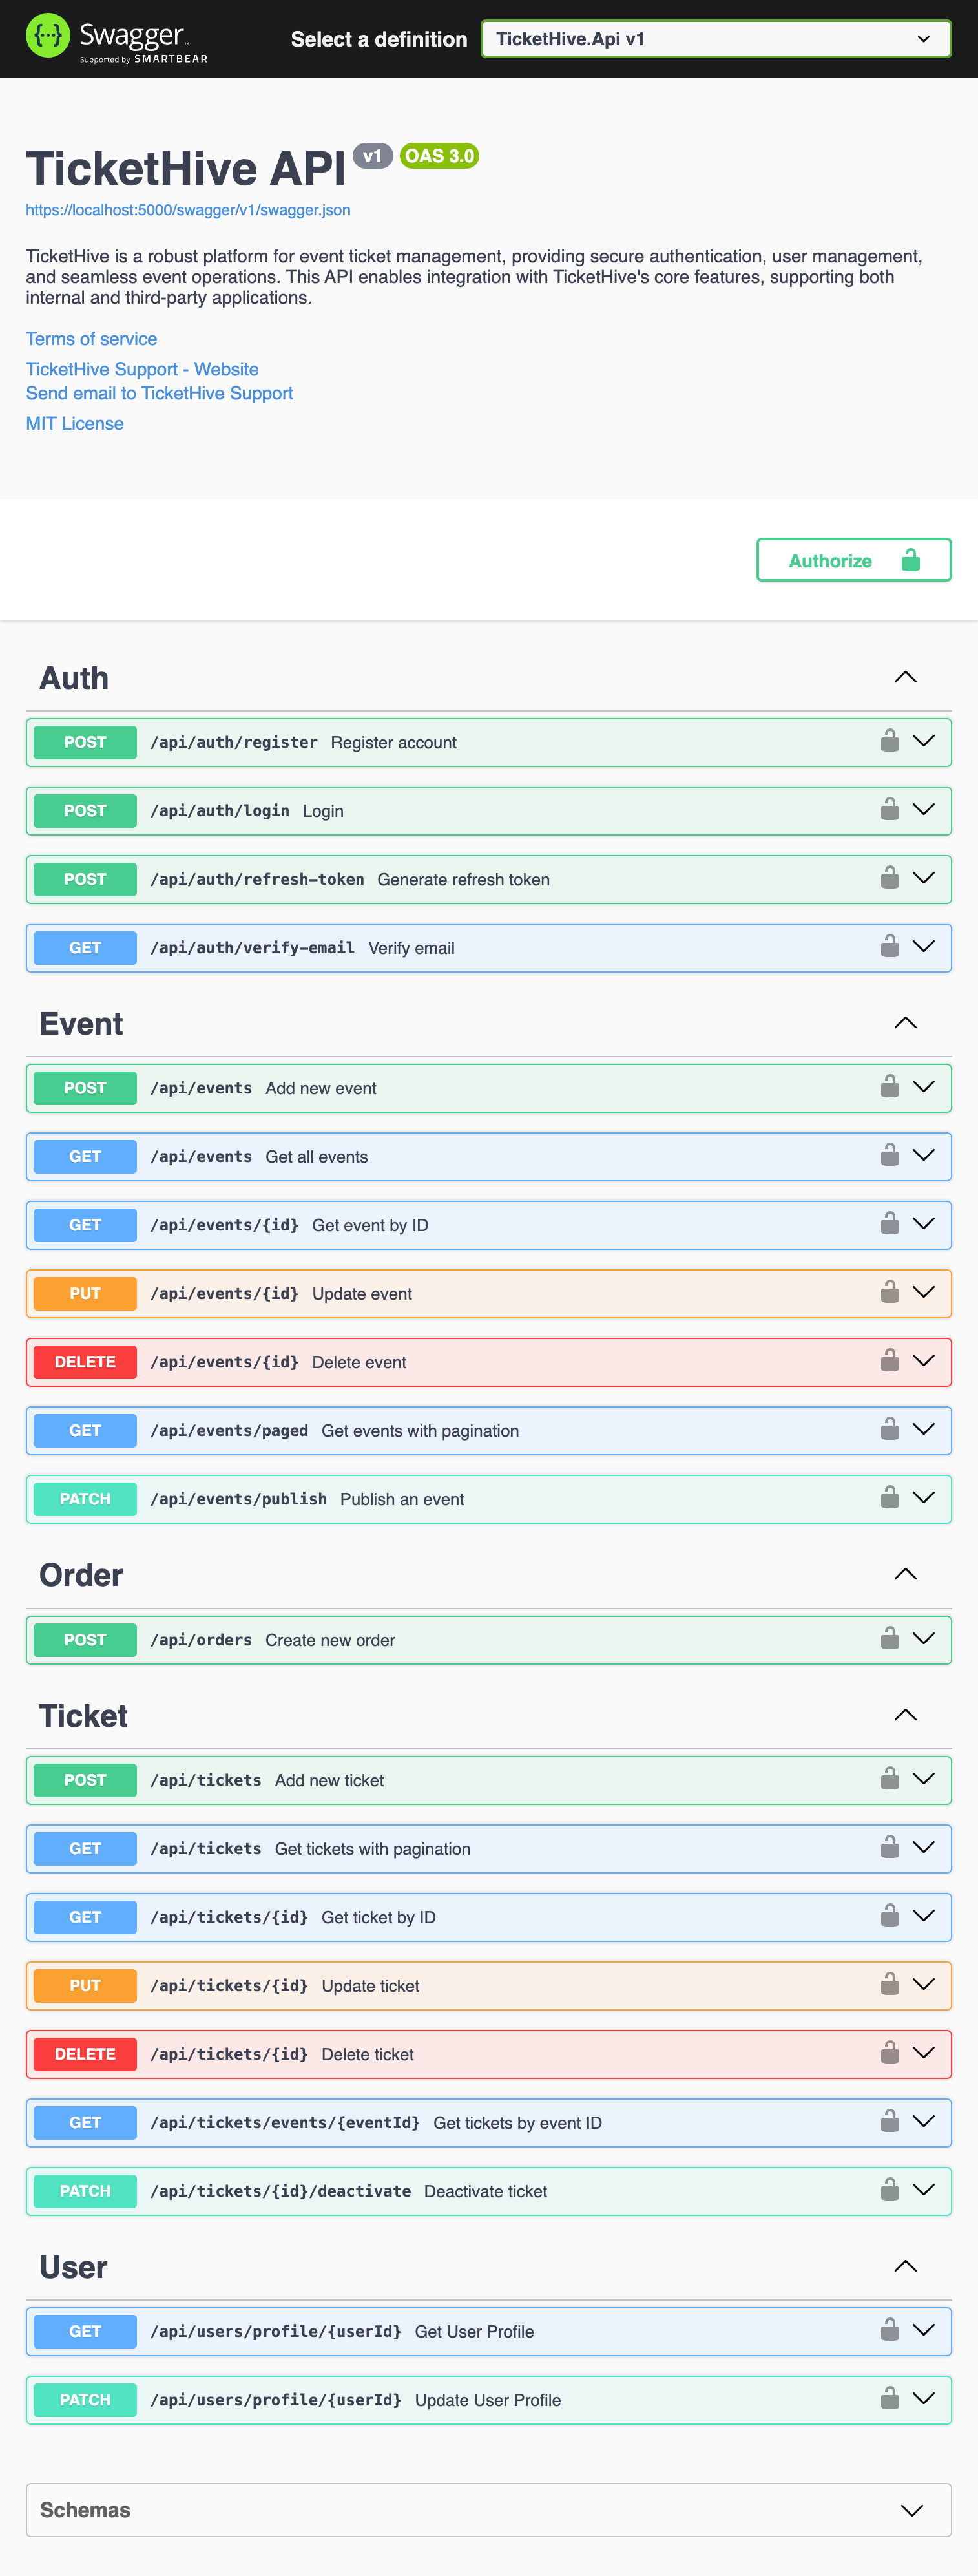 Swagger
Supported by SMARTBEAR
Select a definition
TicketHive.Api v1
TicketHive API v1 OAS 3.0
https://localhost:5000/swagger/v1/swagger.json
TicketHive is a robust platform for event ticket management, providing secure authentication, user management,
and seamless event operations. This API enables integration with TicketHive's core features, supporting both
internal and third-party applications.
Terms of service
TicketHive Support - Website
Send email to TicketHive Support
MIT License
Authorize
Auth
POST /api/auth/register Register account
POST /api/auth/login Login
POST /api/auth/refresh-token Generate refresh token
GET /api/auth/verify-email Verify email
Event
POST /api/events Add new event
GET /api/events Get all events
GET /api/events/{id} Get event by ID
PUT /api/events/{id} Update event
DELETE /api/events/{id} Delete event
GET /api/events/paged Get events with pagination
PATCH /api/events/publish Publish an event
Order
POST /api/orders Create new order
Ticket
POST /api/tickets Add new ticket
GET /api/tickets Get tickets with pagination
GET /api/tickets/{id} Get ticket by ID
PUT /api/tickets/{id} Update ticket
DELETE /api/tickets/{id} Delete ticket
GET /api/tickets/events/{eventId} Get tickets by event ID
PATCH /api/tickets/{id}/deactivate Deactivate ticket
User
GET /api/users/profile/{userId} Get User Profile
PATCH /api/users/profile/{userId} Update User Profile
Schemas